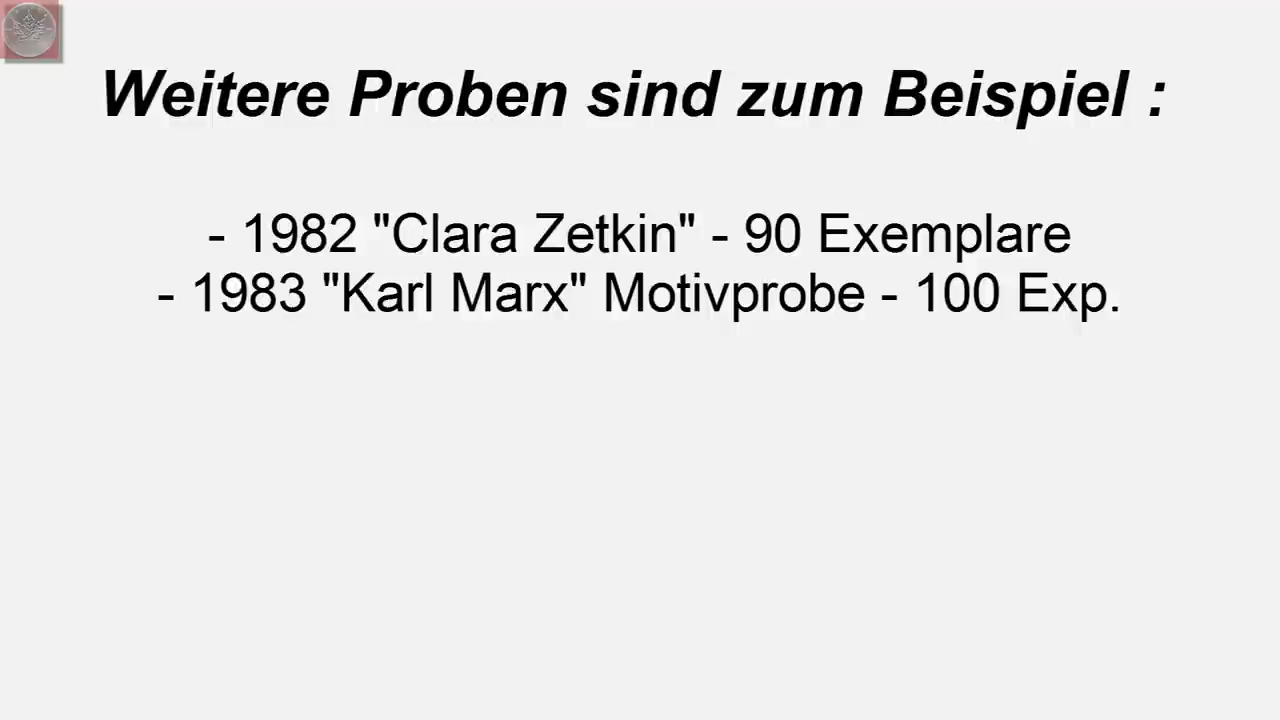 Weitere Proben sind zum Beispiel :
- 1982 "Clara Zetkin" - 90 Exemplare
- 1983 "Karl Marx" Motivprobe - 100 Exp.